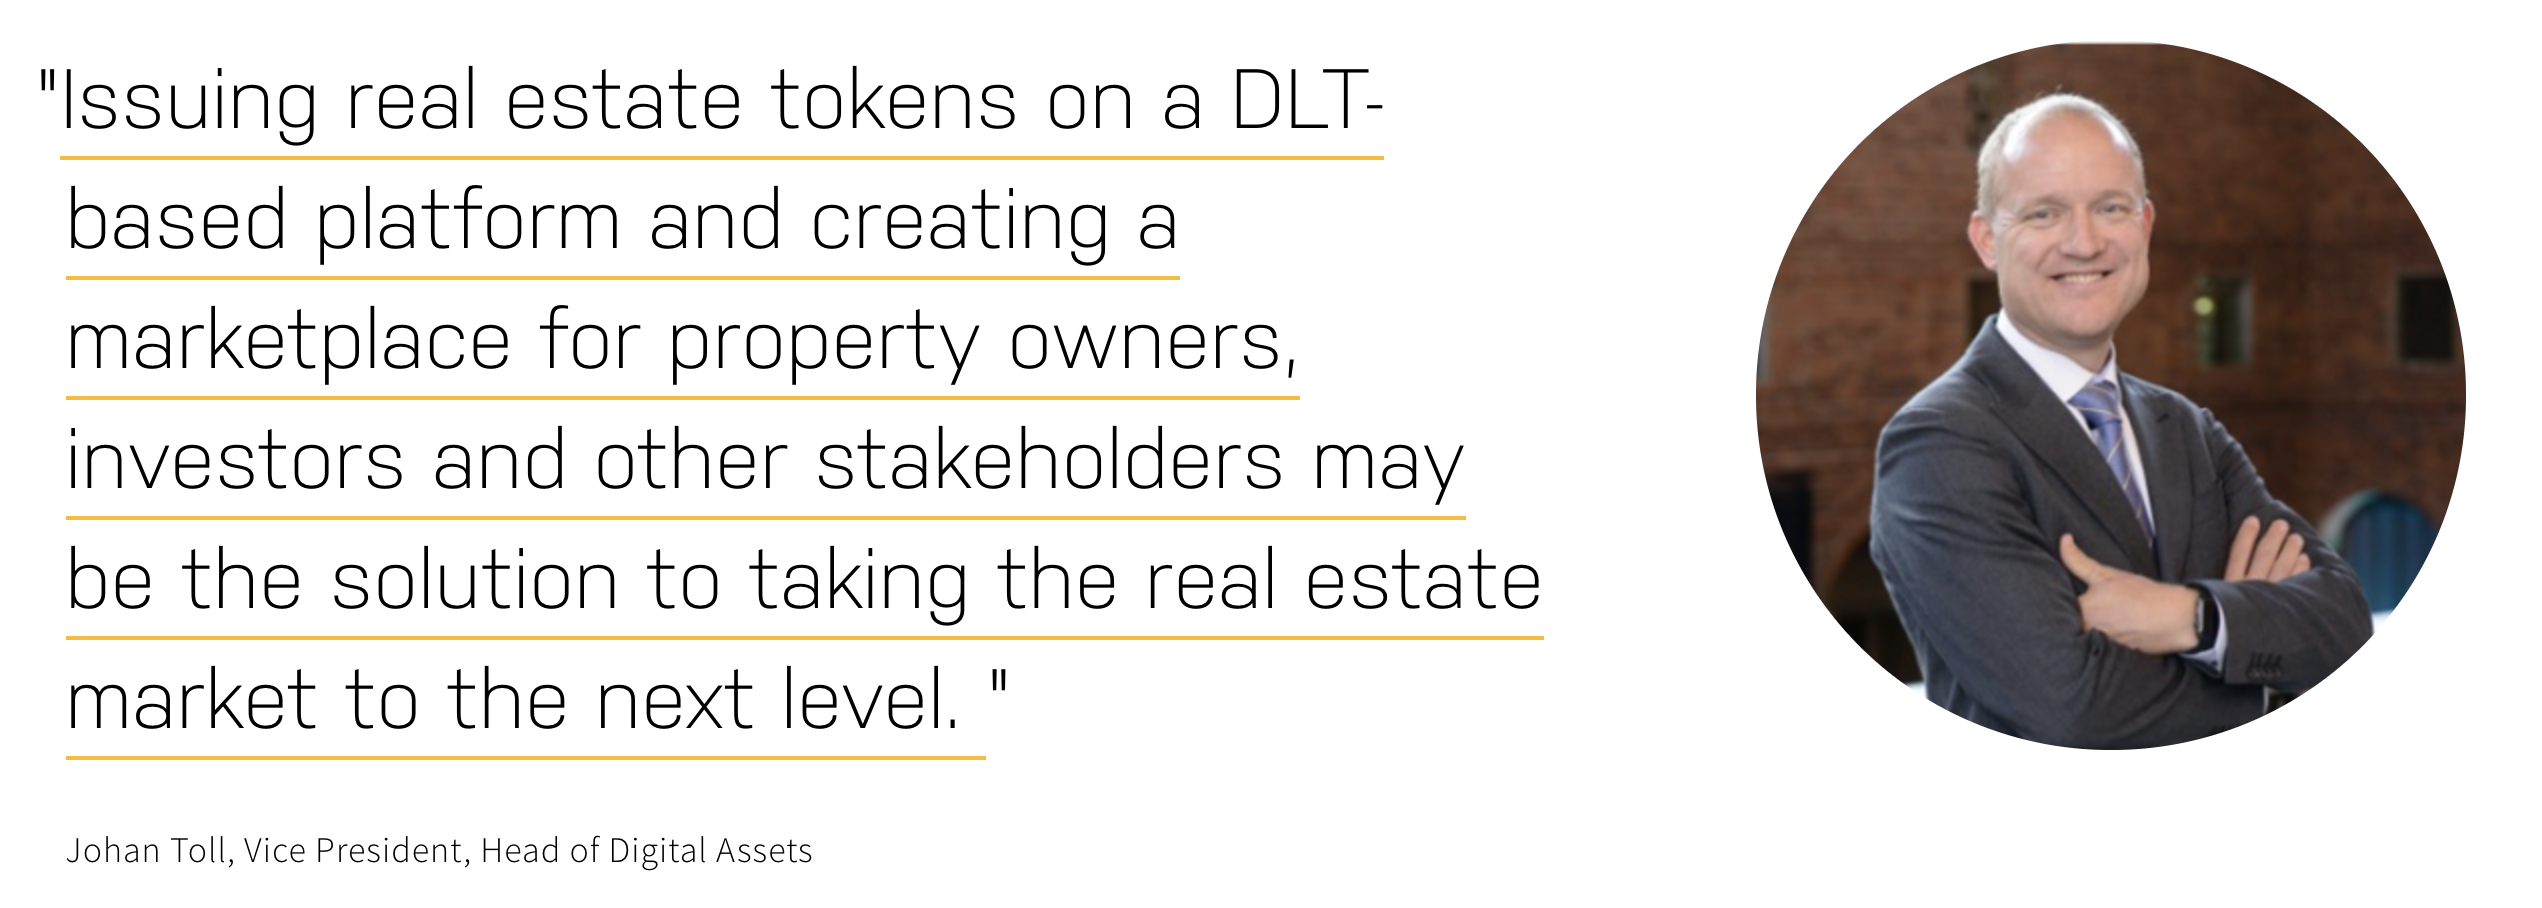 "Issuing real estate tokens on a DLT-
based platform and creating a
marketplace for property owners,
investors and other stakeholders may
be the solution to taking the real estate
market to the next level. "
Johan Toll, Vice President, Head of Digital Assets